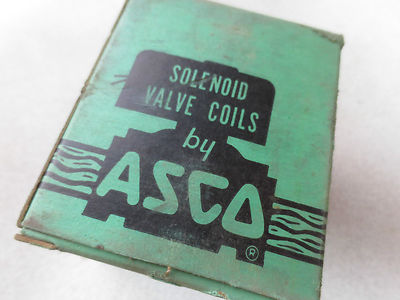 SOLENOID
VALVE COILS
by
ASCO
®